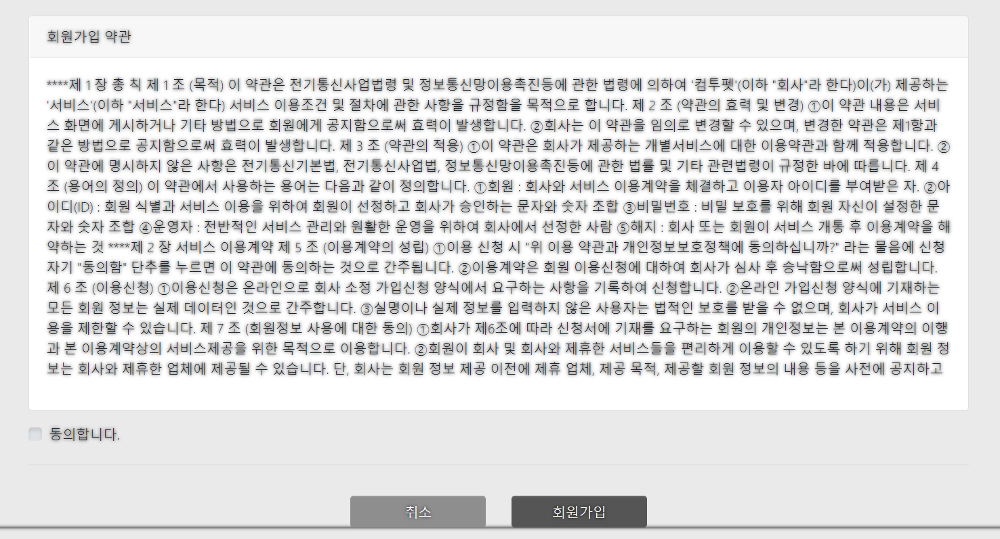 회원가입 약관
****제 1 장 총 칙 제 1 조 (목적) 이 약관은 전기통신사업법령 및 정보통신망이용촉진등에 관한 법령에 의하여 '컴투펫'(이하 "회사"라 한다)이(가) 제공하는
'서비스'(이하 "서비스"라 한다) 서비스 이용조건 및 절차에 관한 사항을 규정함을 목적으로 합니다. 제 2 조 (약관의 효력 및 변경) ①이 약관 내용은 서비
스 화면에 게시하거나 기타 방법으로 회원에게 공지함으로써 효력이 발생합니다. ②회사는 이 약관을 임의로 변경할 수 있으며, 변경한 약관은 제1항과
같은 방법으로 공지함으로써 효력이 발생합니다. 제 3 조 (약관의 적용) ①이 약관은 회사가 제공하는 개별서비스에 대한 이용약관과 함께 적용합니다. ②
이 약관에 명시하지 않은 사항은 전기통신기본법, 전기통신사업법, 정보통신망이용촉진등에 관한 법률 및 기타 관련법령이 규정한 바에 따릅니다. 제 4
조 (용어의 정의) 이 약관에서 사용하는 용어는 다음과 같이 정의합니다. ①회원 : 회사와 서비스 이용계약을 체결하고 이용자 아이디를 부여받은 자. ②아
이디(ID) : 회원 식별과 서비스 이용을 위하여 회원이 선정하고 회사가 승인하는 문자와 숫자 조합 ③비밀번호 : 비밀 보호를 위해 회원 자신이 설정한 문
자와 숫자 조합 ④운영자 : 전반적인 서비스 관리와 원활한 운영을 위하여 회사에서 선정한 사람 ⑤해지 : 회사 또는 회원이 서비스 개통 후 이용계약을 해
약하는 것 ****제 2 장 서비스 이용계약 제 5 조 (이용계약의 성립) ①이용 신청 시 "위 이용 약관과 개인정보보호정책에 동의하십니까?" 라는 물음에 신청
자기 "동의함" 단추를 누르면 이 약관에 동의하는 것으로 간주됩니다. ②이용계약은 회원 이용신청에 대하여 회사가 심사 후 승낙함으로써 성립합니다.
제 6 조 (이용신청) ①이용신청은 온라인으로 회사 소정 가입신청 양식에서 요구하는 사항을 기록하여 신청합니다. ②온라인 가입신청 양식에 기재하는
모든 회원 정보는 실제 데이터인 것으로 간주합니다. ③실명이나 실제 정보를 입력하지 않은 사용자는 법적인 보호를 받을 수 없으며, 회사가 서비스 이
용을 제한할 수 있습니다. 제 7 조 (회원정보 사용에 대한 동의) ①회사가 제6조에 따라 신청서에 기재를 요구하는 회원의 개인정보는 본 이용계약의 이행
과 본 이용계약상의 서비스제공을 위한 목적으로 이용합니다. ②회원이 회사 및 회사와 제휴한 서비스들을 편리하게 이용할 수 있도록 하기 위해 회원 정
보는 회사와 제휴한 업체에 제공될 수 있습니다. 단, 회사는 회원 정보 제공 이전에 제휴 업체, 제공 목적, 제공할 회원 정보의 내용 등을 사전에 공지하고
동의합니다.
취소
회원가입